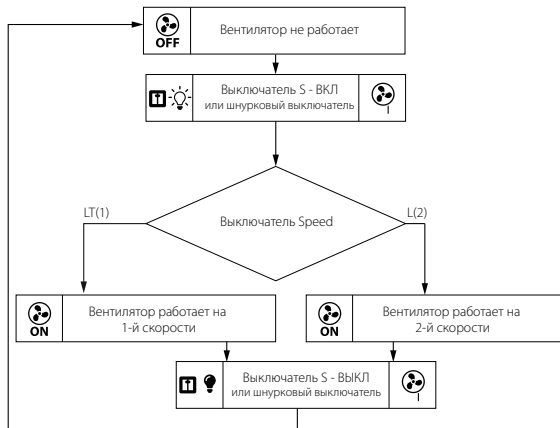 OFF
Вентилятор не работает
Выключатель S - ВКЛ
или шнурковый выключатель
LT(1)
Выключатель Speed
L(2)
ON
Вентилятор работает на
1-й скорости
ON
Вентилятор работает на
2-й скорости
Выключатель S - ВЫКЛ
или шнурковый выключатель